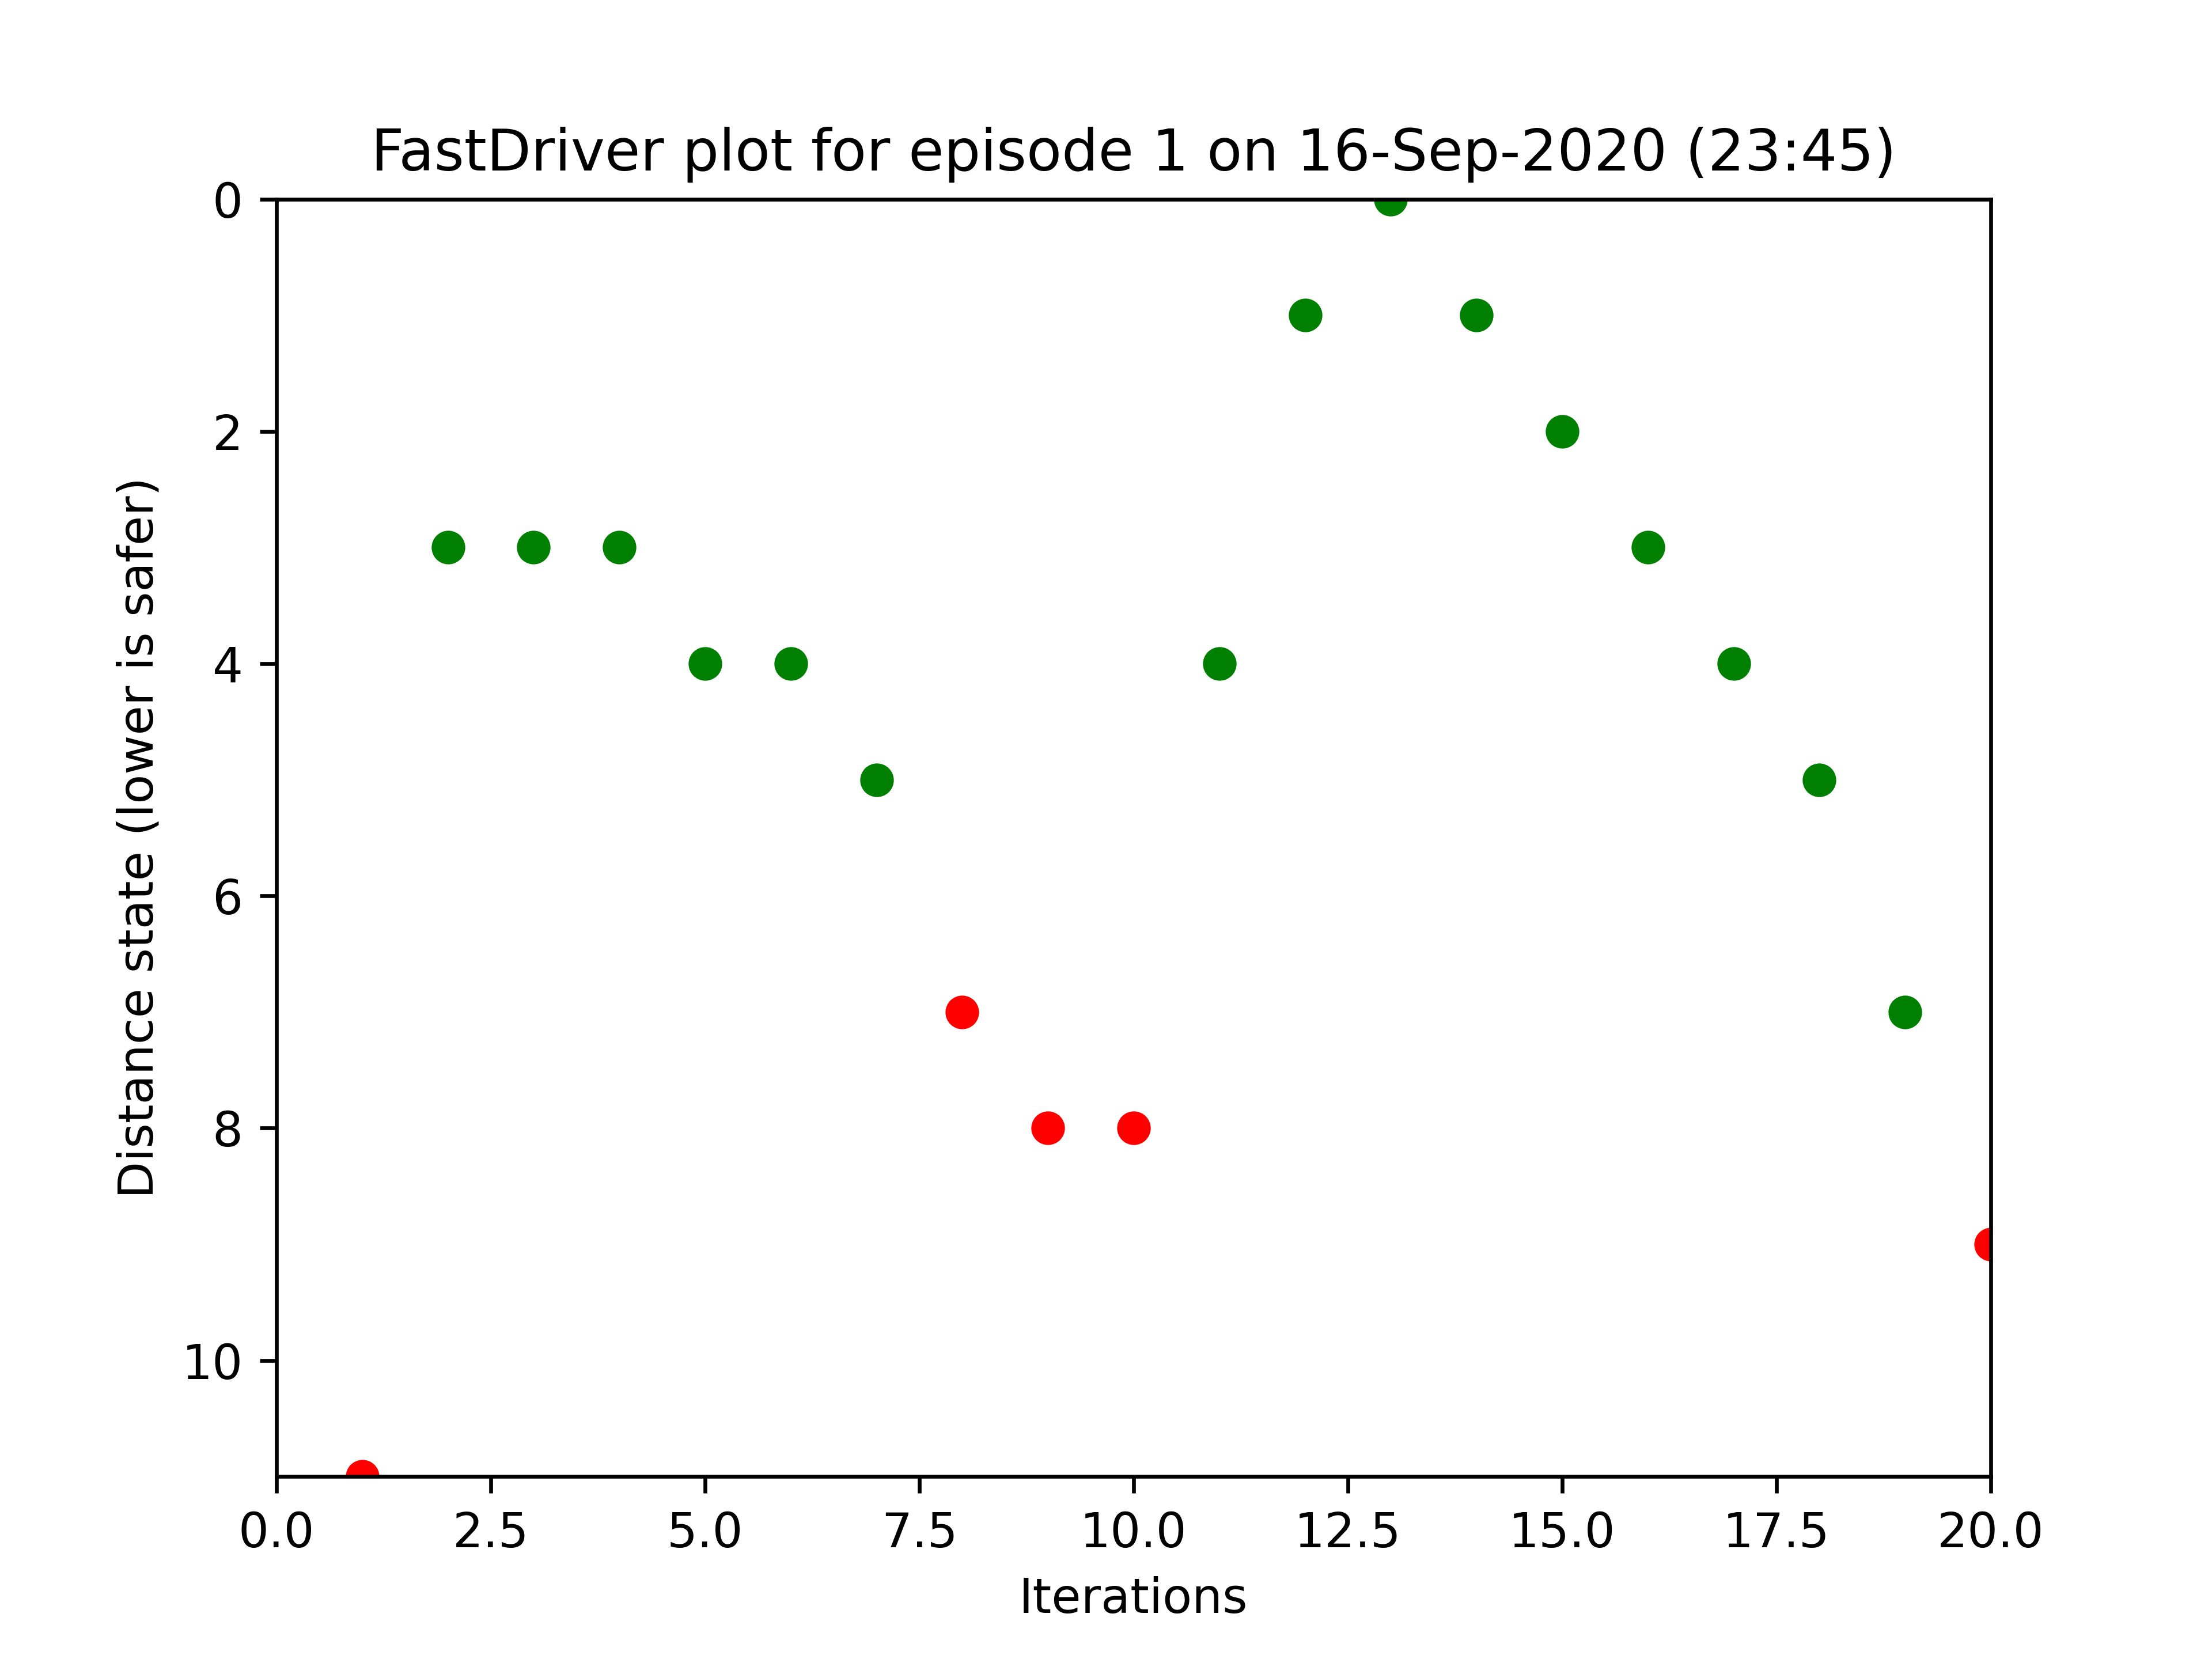 FastDriver plot for episode 1 on 16-Sep-2020 (23:45)
Distance state (lower is safer)
0
2
4
6
8
10
0.0 2.5 5.0 7.5 10.0 12.5 15.0 17.5 20.0
Iterations